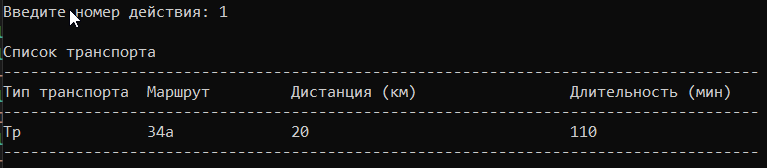 Введите номер действия: 1
Список транспорта
--------------------------------------------------------------------------------------------
Тип транспорта Маршрут Дистанция (км) Длительность (мин)
--------------------------------------------------------------------------------------------
Тр 34а 20 110
--------------------------------------------------------------------------------------------